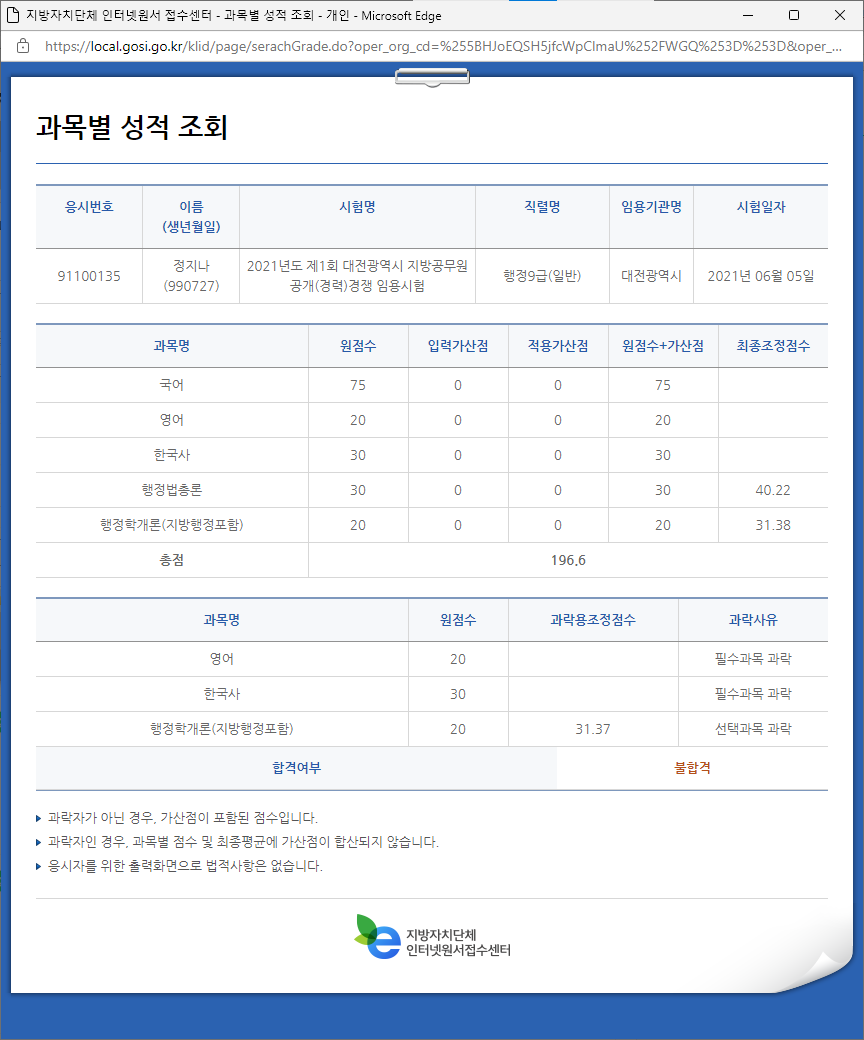 지방자치단체 인터넷원서 접수센터 - 과목별 성적 조회 - 개인 - Microsoft Edge
https://local.gosi.go.kr/klid/page/serachGrade.do?oper_org_cd=%255BHJoEQSH5jfcWpClmaU%252FWGQ%253D%253D&oper_...
과목별 성적 조회
응시번호 이름 시험명 직렬명 임용기관명 시험일자
(생년월일)
91100135 정지나 2021년도 제1회 대전광역시 지방공무원 행정9급(일반) 대전광역시 2021년 06월 05일
(990727) 공개(경력)경쟁 임용시험
과목명 원점수 입력가산점 적용가산점 원점수+가산점 최종조정점수
국어 75 0 0 75
영어 20 0 0 20
한국사 30 0 0 30
행정법총론 30 0 0 30 40.22
행정학개론(지방행정포함) 20 0 0 20 31.38
총점 196.6
과목명 원점수 과락용조정점수 과락사유
영어 20 필수과목 과락
한국사 30 필수과목 과락
행정학개론(지방행정포함) 20 31.37 선택과목 과락
합격여부 불합격
과락자가 아닌 경우, 가산점이 포함된 점수입니다.
과락자인 경우, 과목별 점수 및 최종평균에 가산점이 합산되지 않습니다.
응시자를 위한 출력화면으로 법적사항은 없습니다.
지방자치단체
인터넷원서접수센터